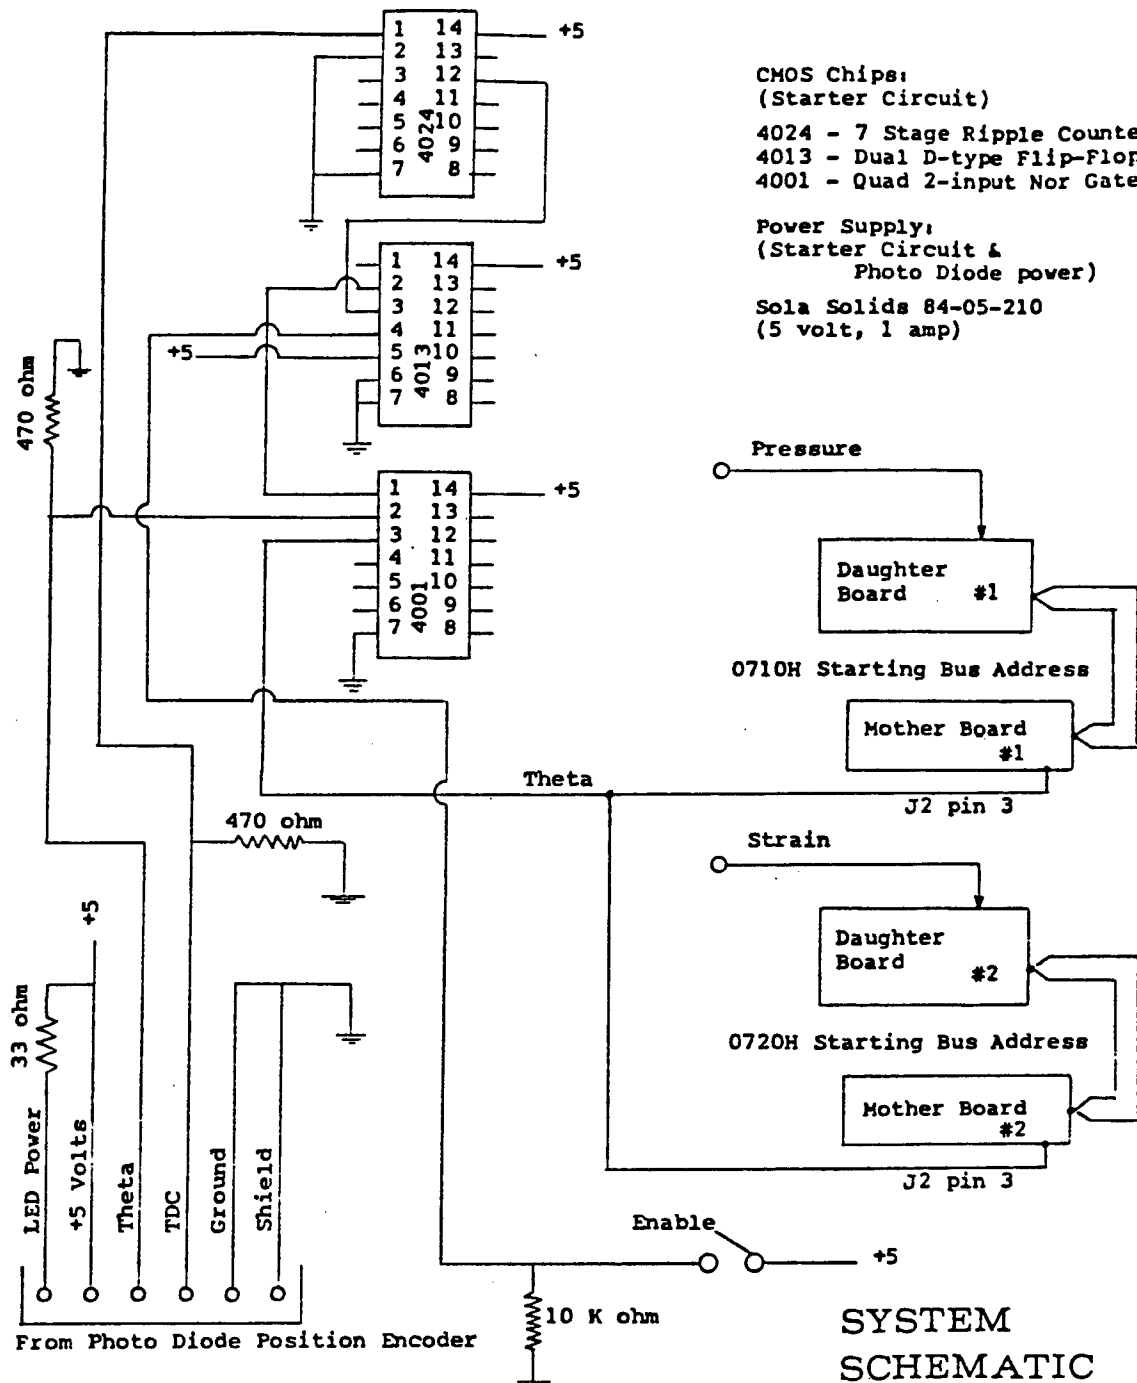 1 14 +5
2 13
3 12
4 11
5 10
6 9
7 8
4024
CMOS Chips:
(Starter Circuit)
4024 - 7 Stage Ripple Counte
4013 - Dual D-type Flip-Flop
4001 - Quad 2-input Nor Gate
Power Supply:
(Starter Circuit &
Photo Diode power)
Sola Solids 84-05-210
(5 volt, 1 amp)
1 14 +5
2 13
3 12
4 11
+5 5 10
6 9
7 8
4013
470 ohm
1 14 +5
2 13
3 12
4 11
5 10
6 9
7 8
4001
Pressure
Daughter
Board #1
0710H Starting Bus Address
Mother Board
#1
J2 pin 3
Theta
470 ohm
Strain
Daughter
Board
#2
0720H Starting Bus Address
Mother Board
#2
J2 pin 3
+5
33 ohm
LED Power
+5 Volts
Theta
TDC
Ground
Shield
From Photo Diode Position Encoder
Enable
+5
10 K ohm
SYSTEM
SCHEMATIC